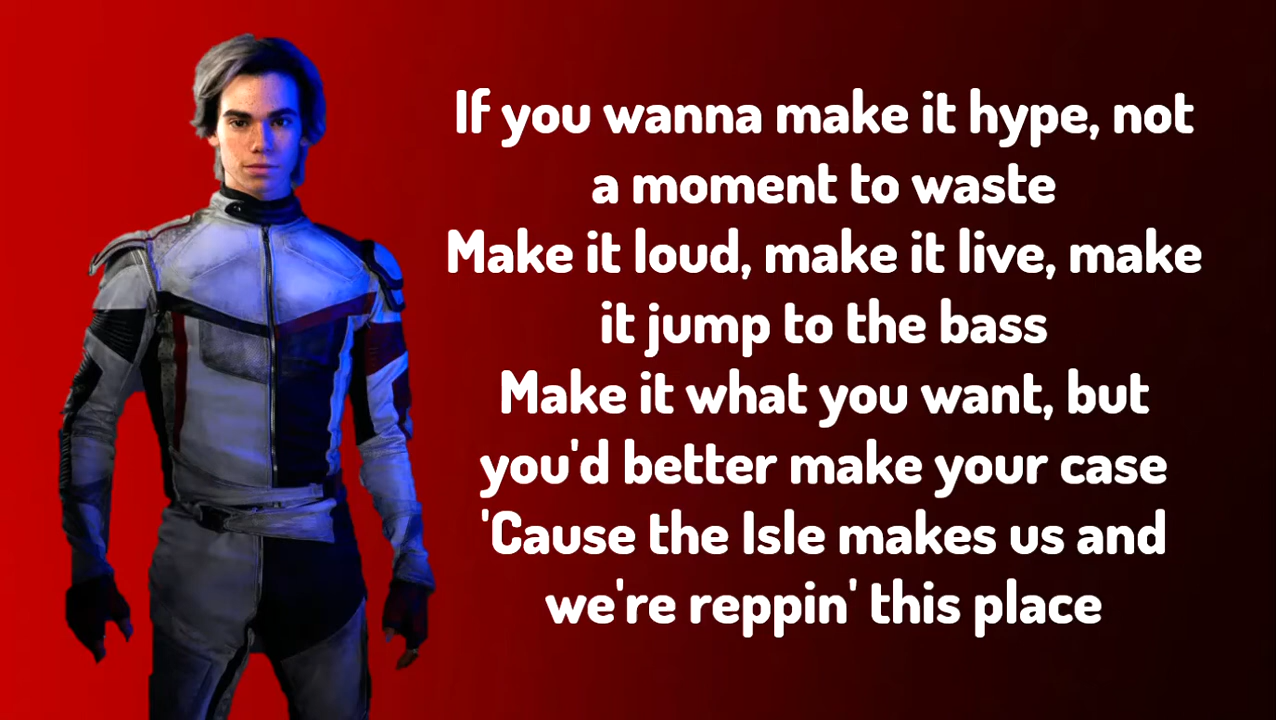 If you wanna make it hype, not
a moment to waste
Make it loud, make it live, make
it jump to the bass
Make it what you want, but
you'd better make your case
'Cause the Isle makes us and
we're reppin' this place